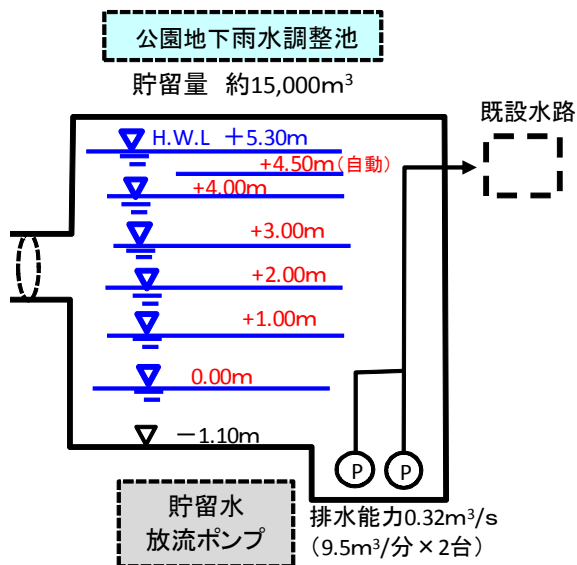 公園地下雨水調整池
貯留量 約15,000m³
既設水路
H.W.L +5.30m
+4.50m(自動)
+4.00m
+3.00m
+2.00m
+1.00m
0.00m
－1.10m
P P
貯留水
放流ポンプ
排水能力0.32m³/s
（9.5m³/分×2台）